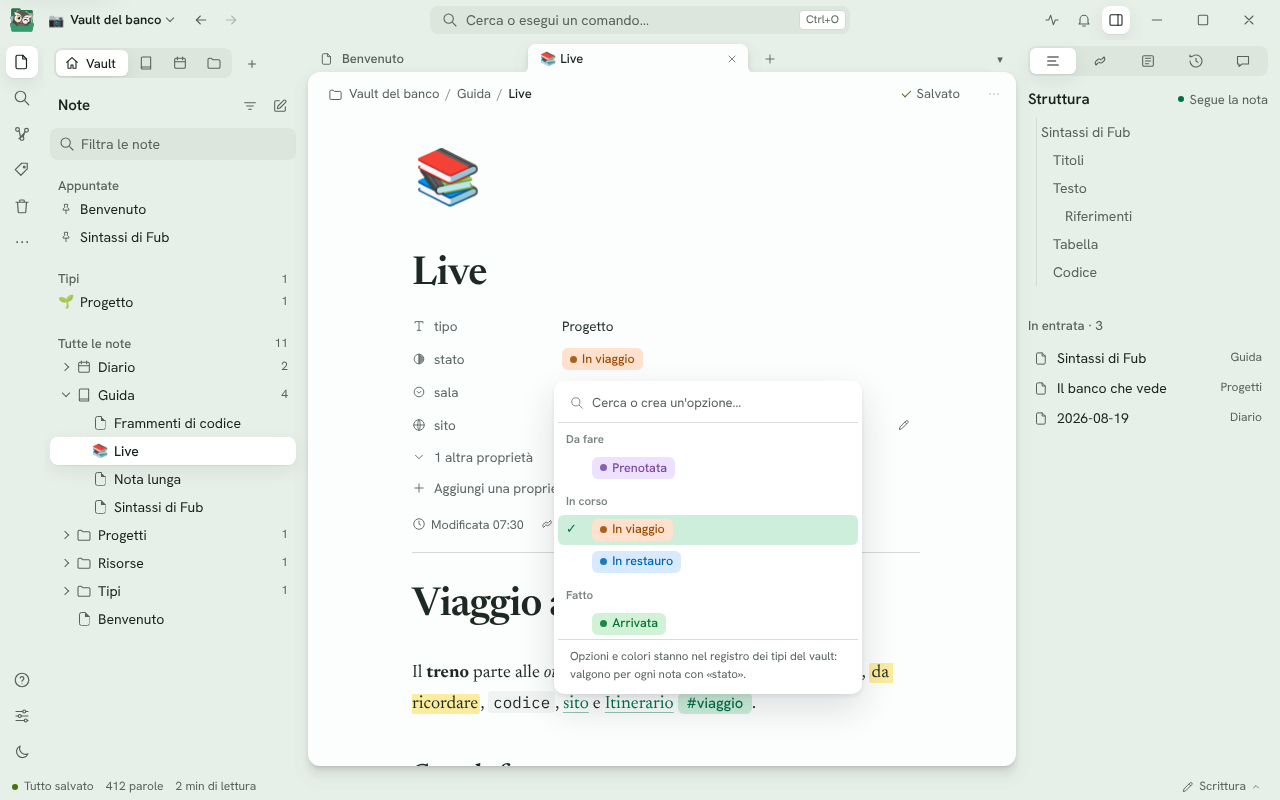 Vault del banco
Cerca o esegui un comando...
Ctrl+O
Vault
Note
Filtra le note
Appuntate
Benvenuto
Sintassi di Fub
Tipi 1
Progetto 1
Tutte le note 11
Diario 2
Guida 4
Frammenti di codice
Live
Nota lunga
Sintassi di Fub
Progetti 1
Risorse 1
Tipi 1
Benvenuto
Tutto salvato 412 parole 2 min di lettura
Benvenuto
Live
Vault del banco / Guida / Live
Salvato
Live
tipo Progetto
stato In viaggio
sala
sito
1 altra proprietà
Aggiungi una proprie
Modificata 07:30
Cerca o crea un'opzione...
Da fare
Prenotata
In corso
✓ In viaggio
In restauro
Fatto
Arrivata
Opzioni e colori stanno nel registro dei tipi del vault:
valgono per ogni nota con «stato».
Viaggio
Il treno parte alle , da
ricordare, codice, sito e Itinerario #viaggio.
Struttura
Segue la nota
Sintassi di Fub
Titoli
Testo
Riferimenti
Tabella
Codice
In entrata · 3
Sintassi di Fub Guida
Il banco che vede Progetti
2026-08-19 Diario
Scrittura